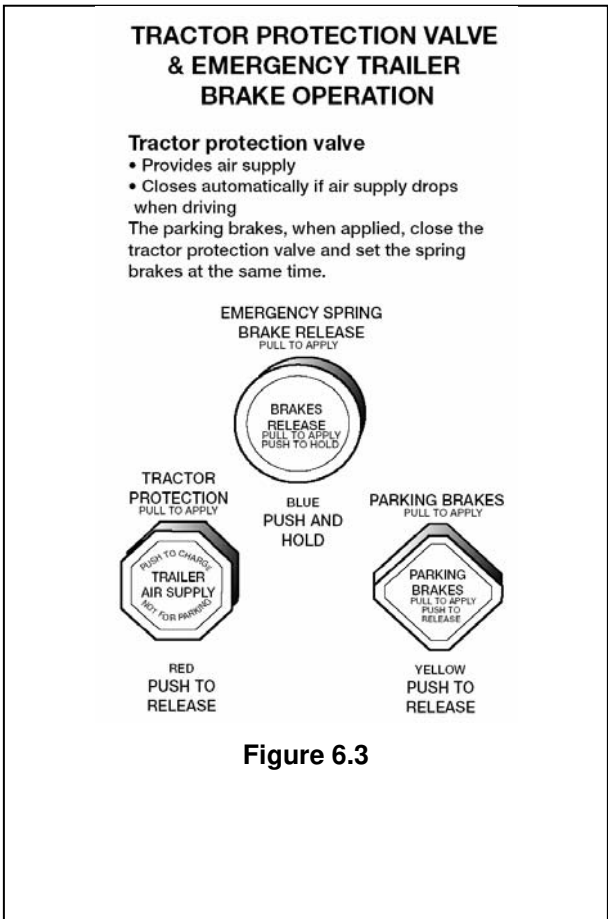 TRACTOR PROTECTION VALVE
& EMERGENCY TRAILER
BRAKE OPERATION
Tractor protection valve
• Provides air supply
• Closes automatically if air supply drops
when driving
The parking brakes, when applied, close the
tractor protection valve and set the spring
brakes at the same time.
EMERGENCY SPRING
BRAKE RELEASE
PULL TO APPLY
BRAKES
RELEASE
PULL TO APPLY
PUSH TO HOLD
BLUE
PUSH AND
HOLD
TRACTOR
PROTECTION
PULL TO APPLY
PUSH TO CHARGE
TRAILER
AIR SUPPLY
NOT FOR PARKING
RED
PUSH TO
RELEASE
PARKING BRAKES
PULL TO APPLY
PARKING
BRAKES
PULL TO APPLY
PUSH TO
RELEASE
YELLOW
PUSH TO
RELEASE
Figure 6.3